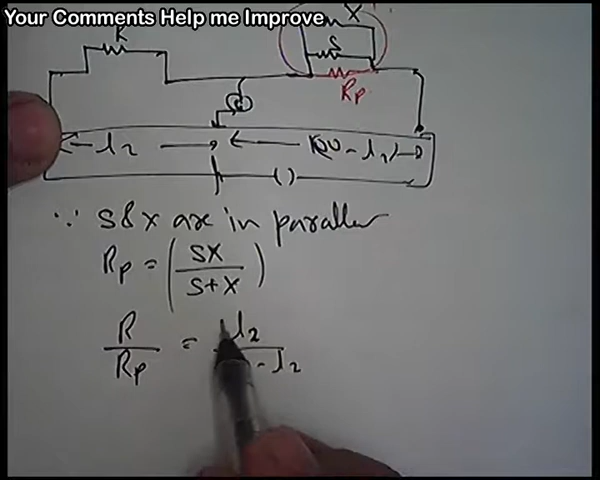 Your Comments Help me Improve
X
R
S
Rp
l2
100 - l2
∵ S & X are in parallel
Rp = (SX / S+X)
R / Rp = l2 / - l2